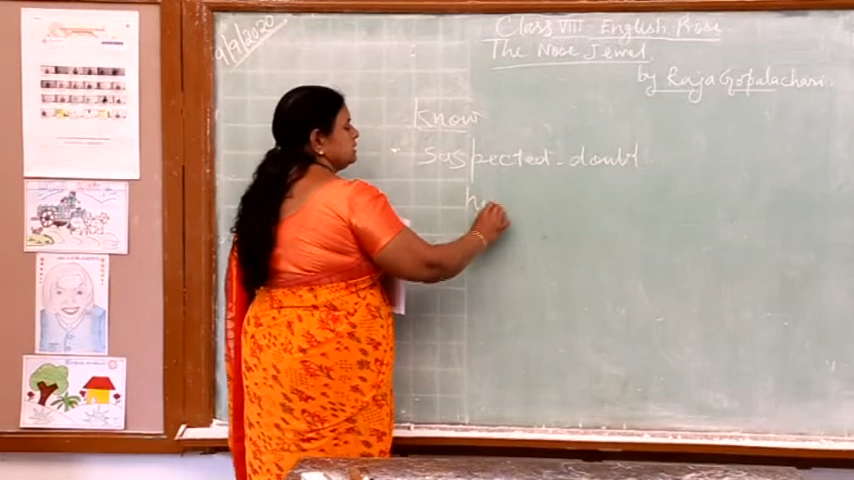 9/9/2020
Class VIII English Prose
The Nose Jewel
by Raja Gopalachari.
know
Suspected - doubt
h